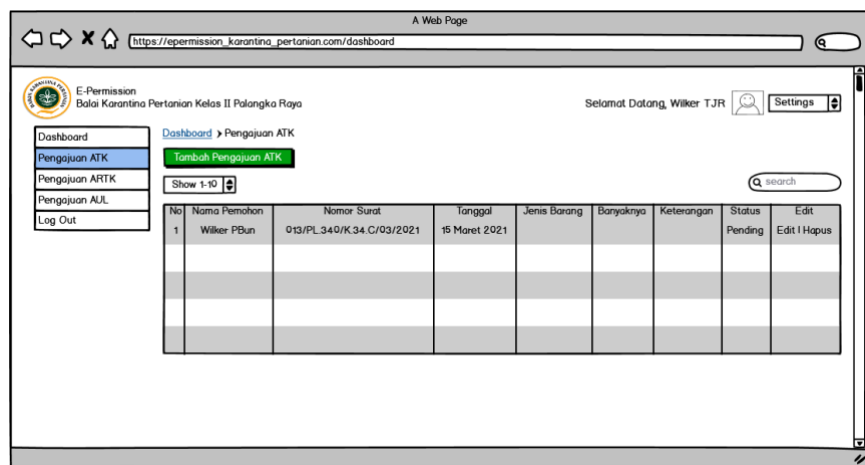 A Web Page
https://epermission_karantina_pertanian.com/dashboard
E-Permission
Balai Karantina Pertanian Kelas II Palangka Raya
Selamat Datang, Wilker TJR
Settings
Dashboard
Pengajuan ATK
Pengajuan ARTK
Pengajuan AUL
Log Out
Dashboard > Pengajuan ATK
Tambah Pengajuan ATK
Show 1-10
search
No Nama Pemohon Nomor Surat Tanggal Jenis Barang Banyaknya Keterangan Status Edit
1 Wilker PBun 013/PL.340/K.34.C/03/2021 15 Maret 2021 Pending Edit | Hapus